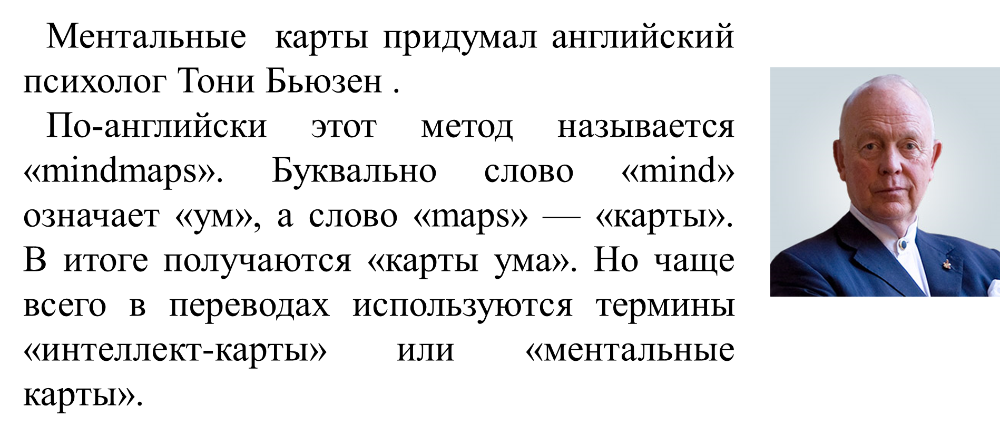 Ментальные карты придумал английский
психолог Тони Бьюзен .
По-английски этот метод называется
«mindmaps». Буквально слово «mind»
означает «ум», а слово «maps» — «карты».
В итоге получаются «карты ума». Но чаще
всего в переводах используются термины
«интеллект-карты» или «ментальные
карты».